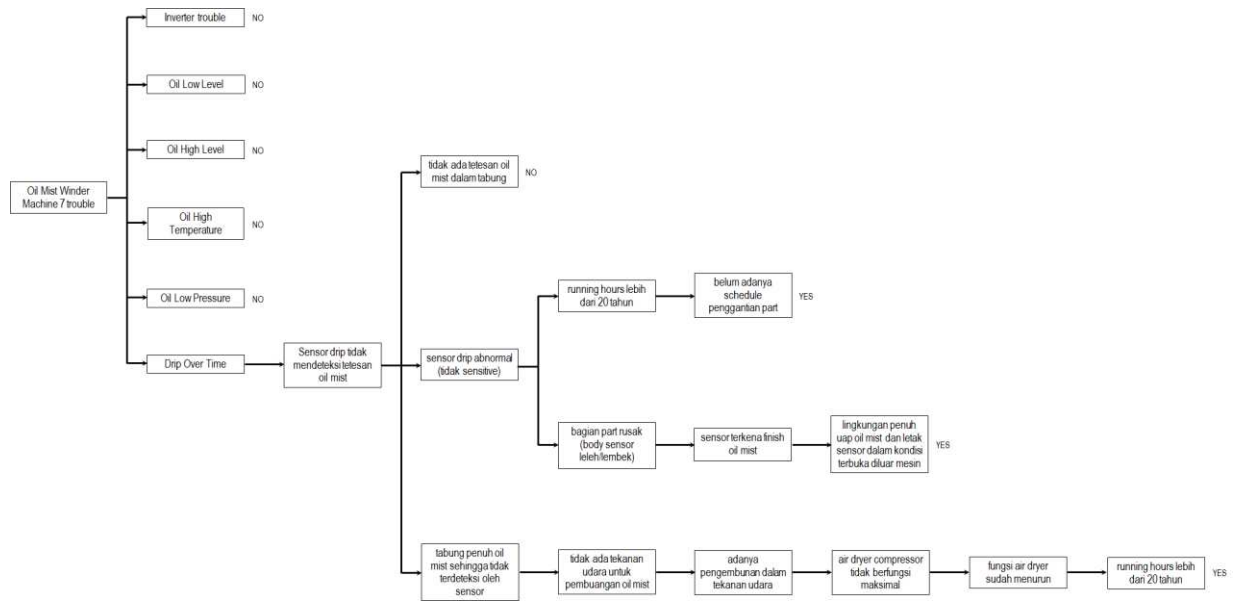 Inverter trouble
NO
Oil Low Level
NO
Oil High Level
NO
Oil Mist Winder
Machine 7 trouble
Oil High
Temperature
NO
Oil Low Pressure
NO
Drip Over Time
Sensor drip tidak
mendeteksi tetesan
oil mist
tidak ada tetesan oil
mist dalam tabung
NO
sensor drip abnormal
(tidak sensitive)
running hours lebih
dari 20 tahun
belum adanya
schedule
penggantian part
YES
bagian part rusak
(body sensor
leleh/lembek)
sensor terkena finish
oil mist
lingkungan penuh
uap oil mist dan letak
sensor dalam kondisi
terbuka diluar mesin
YES
tabung penuh oil
mist sehingga tidak
terdeteksi oleh
sensor
tidak ada tekanan
udara untuk
pembuangan oil mist
adanya
pengembunan dalam
tekanan udara
air dryer compressor
tidak berfungsi
maksimal
fungsi air dryer
sudah menurun
running hours lebih
dari 20 tahun
YES